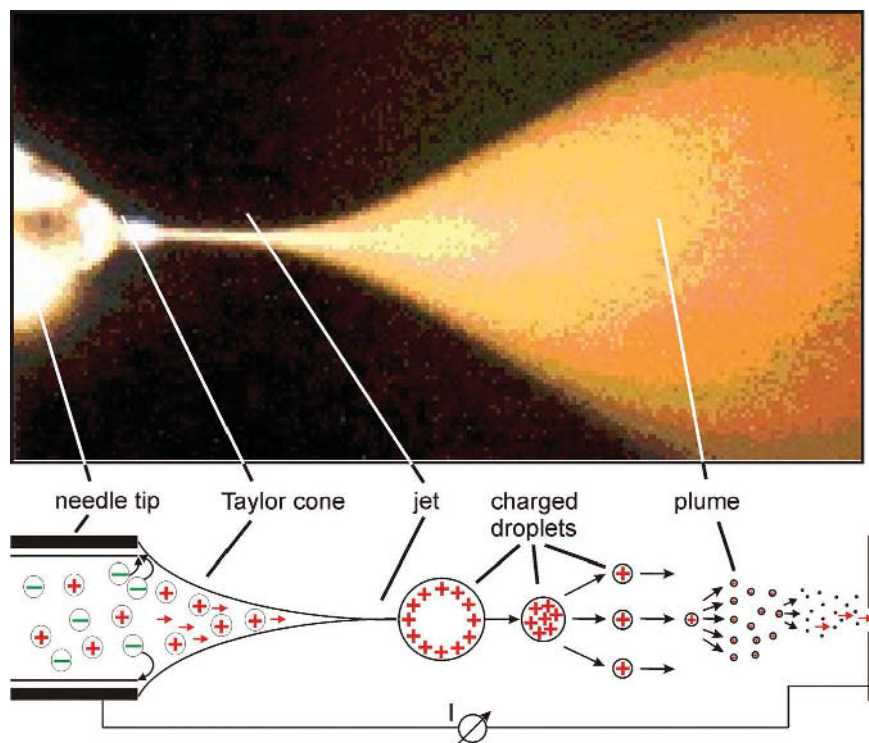 needle tip
Taylor cone
jet
charged
droplets
plume
I